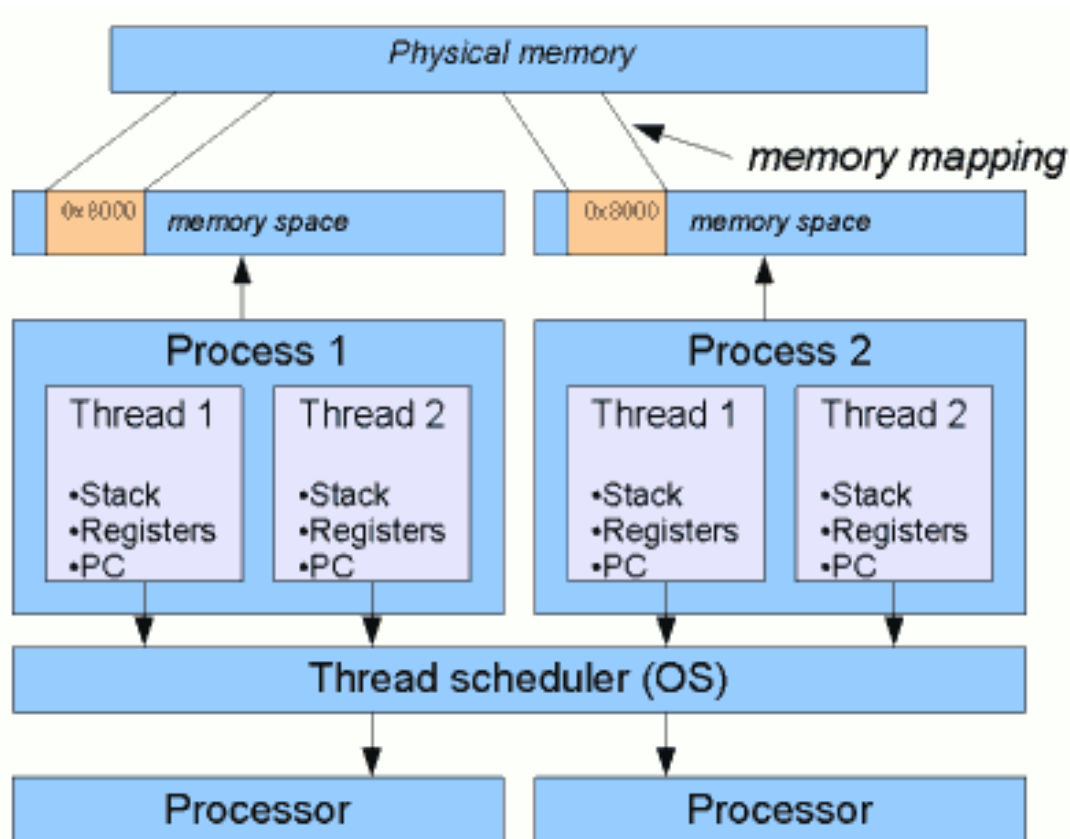 Physical memory
memory mapping
0x8000 memory space
0x8000 memory space
Process 1
Thread 1
•Stack
•Registers
•PC
Thread 2
•Stack
•Registers
•PC
Process 2
Thread 1
•Stack
•Registers
•PC
Thread 2
•Stack
•Registers
•PC
Thread scheduler (OS)
Processor
Processor